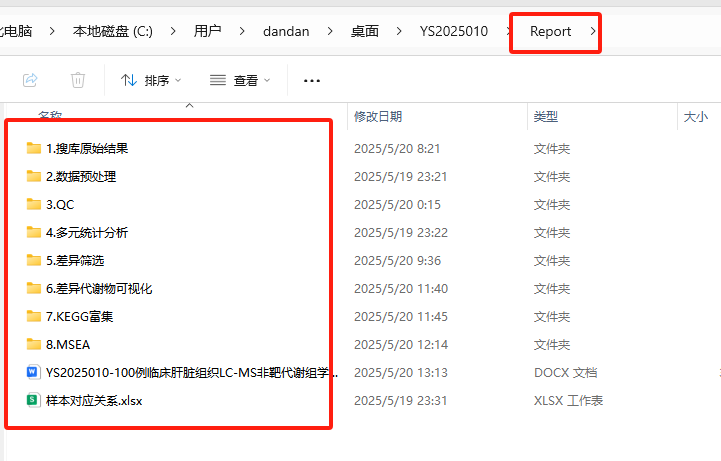 电脑 > 本地磁盘 (C:) > 用户 > dandan > 桌面 > YS2025010 > Report >
排序 查看 ...
名称 修改日期 类型 大小
1.搜库原始结果 2025/5/20 8:21 文件夹
2.数据预处理 2025/5/19 23:21 文件夹
3.QC 2025/5/20 0:15 文件夹
4.多元统计分析 2025/5/19 23:22 文件夹
5.差异筛选 2025/5/20 9:36 文件夹
6.差异代谢物可视化 2025/5/20 11:40 文件夹
7.KEGG富集 2025/5/20 11:45 文件夹
8.MSEA 2025/5/20 12:14 文件夹
YS2025010-100例临床肝脏组织LC-MS非靶代谢组学... 2025/5/20 13:13 DOCX 文档
样本对应关系.xlsx 2025/5/19 23:31 XLSX 工作表